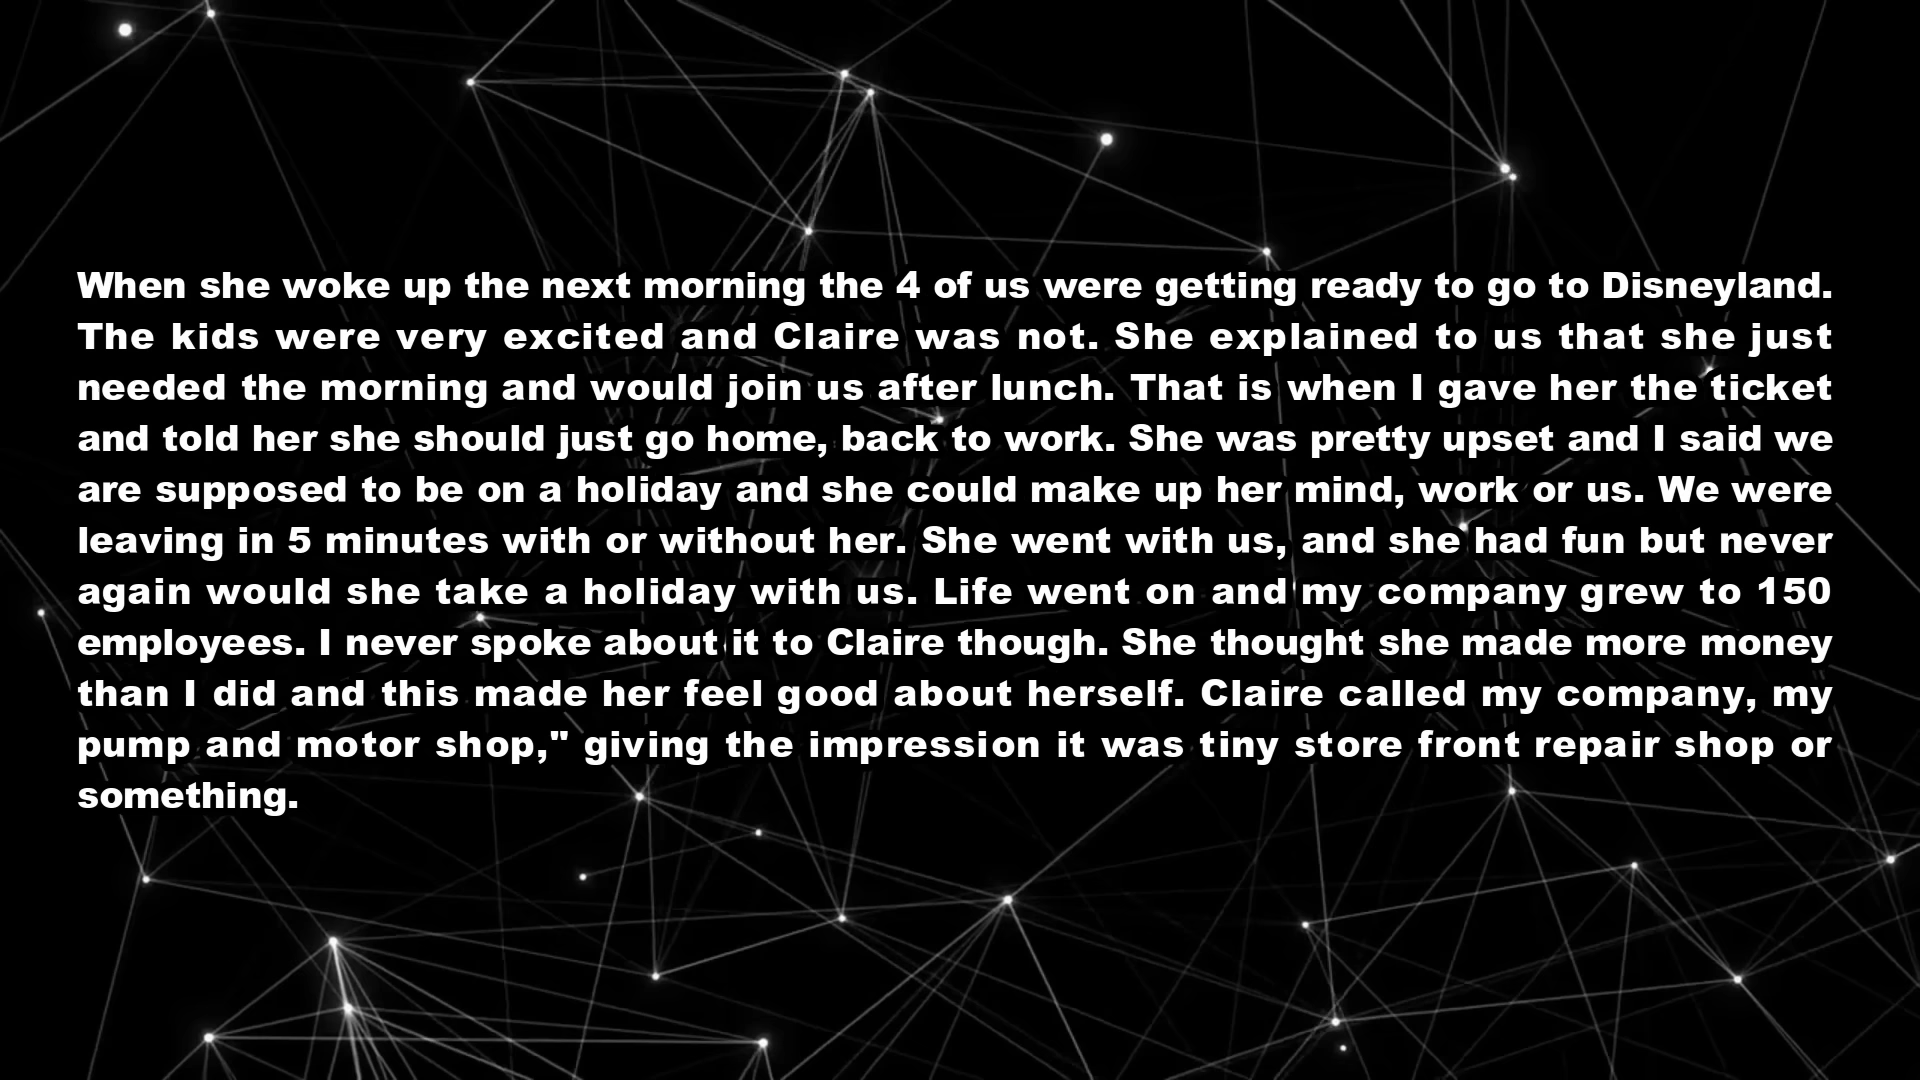 When she woke up the next morning the 4 of us were getting ready to go to Disneyland.
The kids were very excited and Claire was not. She explained to us that she just
needed the morning and would join us after lunch. That is when I gave her the ticket
and told her she should just go home, back to work. She was pretty upset and I said we
are supposed to be on a holiday and she could make up her mind, work or us. We were
leaving in 5 minutes with or without her. She went with us, and she had fun but never
again would she take a holiday with us. Life went on and my company grew to 150
employees. I never spoke about it to Claire though. She thought she made more money
than I did and this made her feel good about herself. Claire called my company, my
pump and motor shop," giving the impression it was tiny store front repair shop or
something.